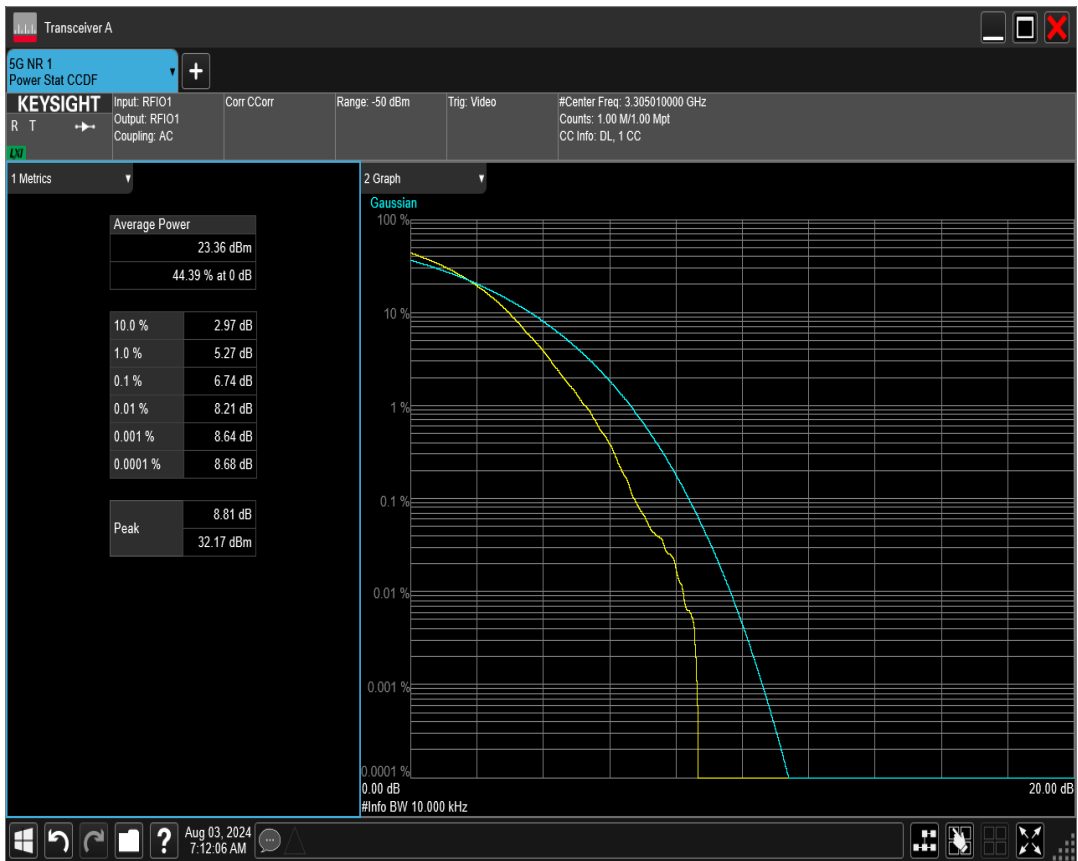 Transceiver A
5G NR 1
Power Stat CCDF
+
KEYSIGHT
R T
LXI
Input: RFIO1
Output: RFIO1
Coupling: AC
Corr CCorr
Range: -50 dBm
Trig: Video
#Center Freq: 3.305010000 GHz
Counts: 1.00 M/1.00 Mpt
CC Info: DL, 1 CC
1 Metrics
Average Power
23.36 dBm
44.39 % at 0 dB
10.0 % 2.97 dB
1.0 % 5.27 dB
0.1 % 6.74 dB
0.01 % 8.21 dB
0.001 % 8.64 dB
0.0001 % 8.68 dB
Peak 8.81 dB
32.17 dBm
2 Graph
Gaussian
100 %
10 %
1 %
0.1 %
0.01 %
0.001 %
0.0001 %
0.00 dB 20.00 dB
#Info BW 10.000 kHz
?
Aug 03, 2024
7:12:06 AM